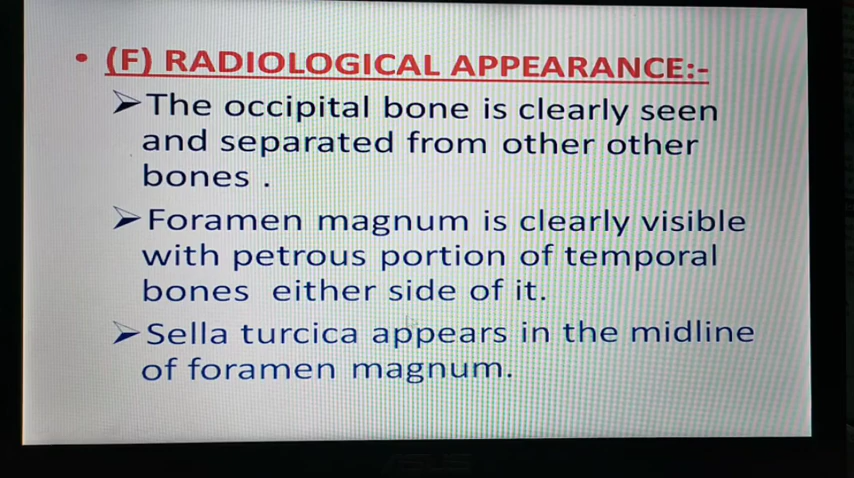 • (F) RADIOLOGICAL APPEARANCE:-
➢The occipital bone is clearly seen
and separated from other other
bones .
➢Foramen magnum is clearly visible
with petrous portion of temporal
bones either side of it.
➢Sella turcica appears in the midline
of foramen magnum.
ASUS